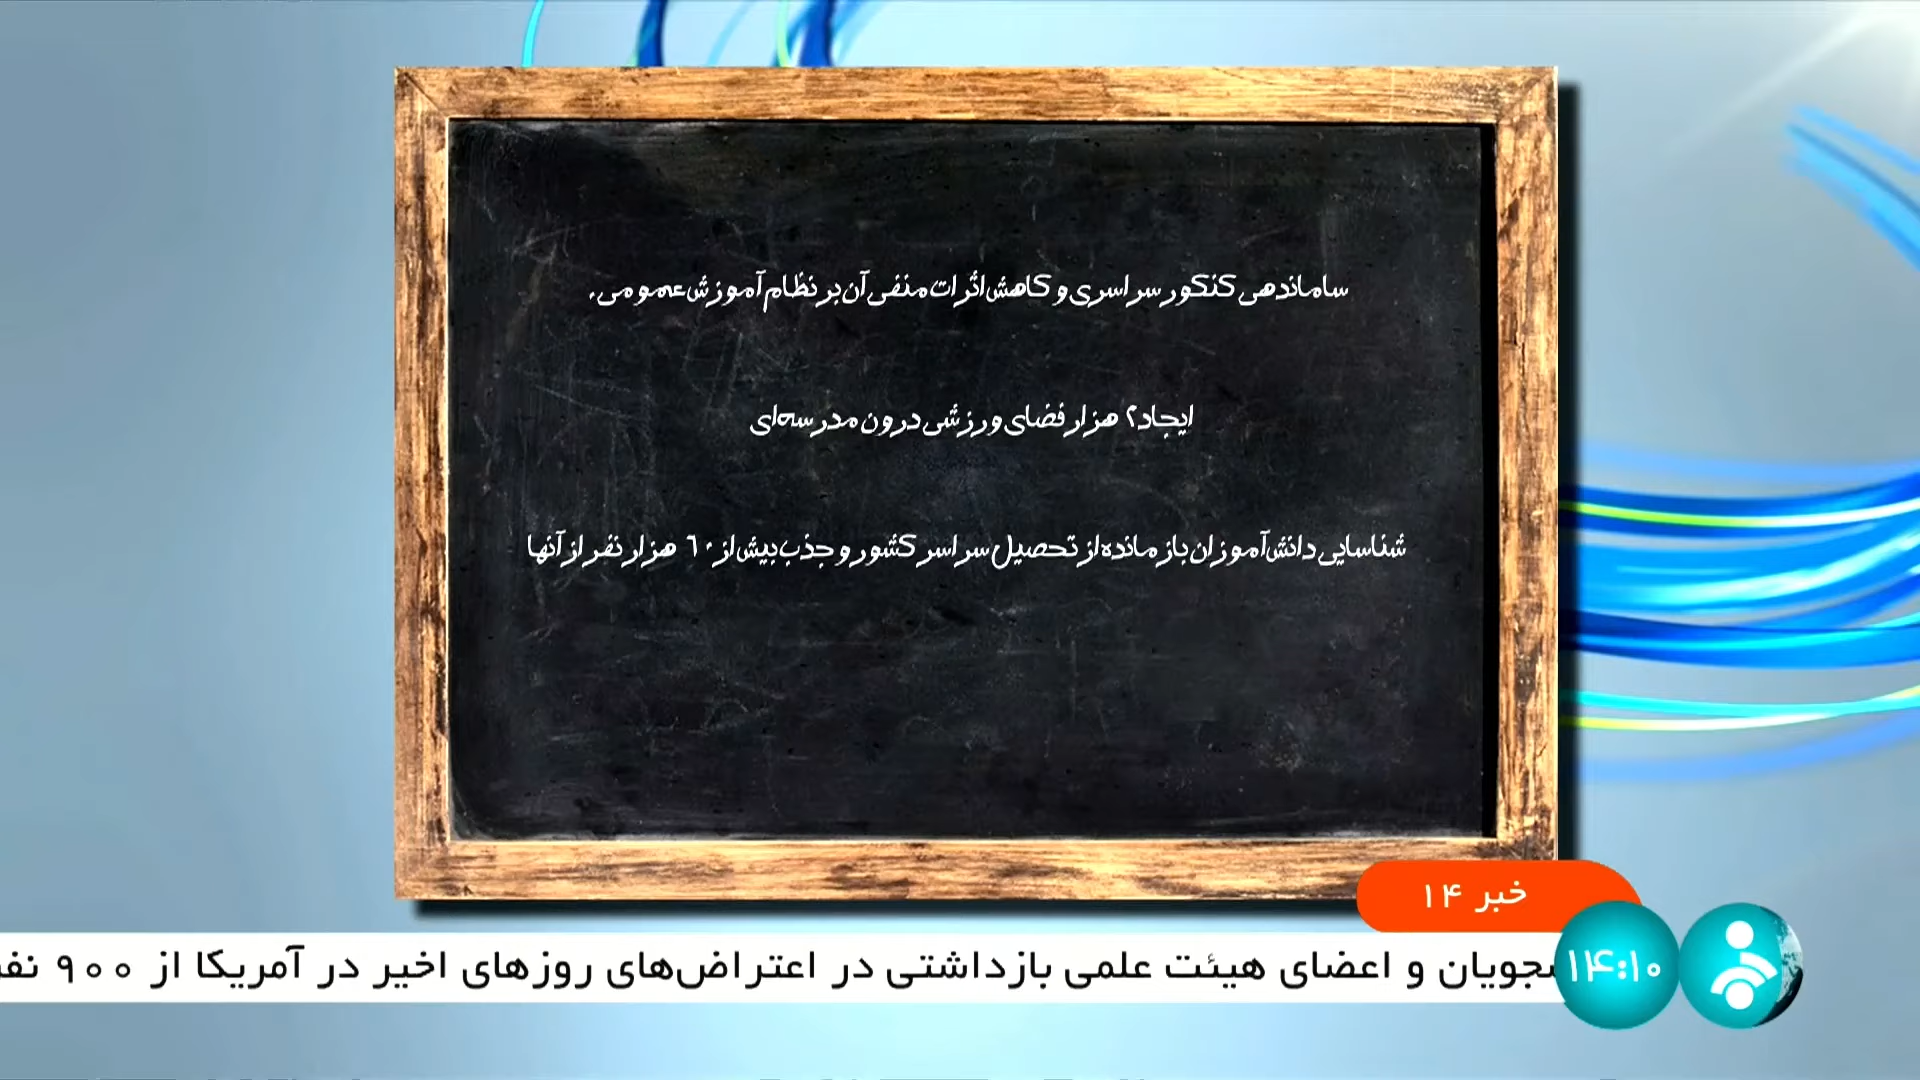 ساماندهی کنکور سراسری و کاهش اثرات منفی آن بر نظام آموزش عمومی.
ایجاد ۲ هزار فضای ورزشی درون مدرسه‌ای
شناسایی دانش‌آموزان بازمانده از تحصیل سراسر کشور و جذب بیش از ۶۰ هزار نفر از آنها
خبر ۱۴
جویان و اعضای هیئت علمی بازداشتی در اعتراض‌های روزهای اخیر در آمریکا از ۹۰۰ نفر
۱۴:۱۰